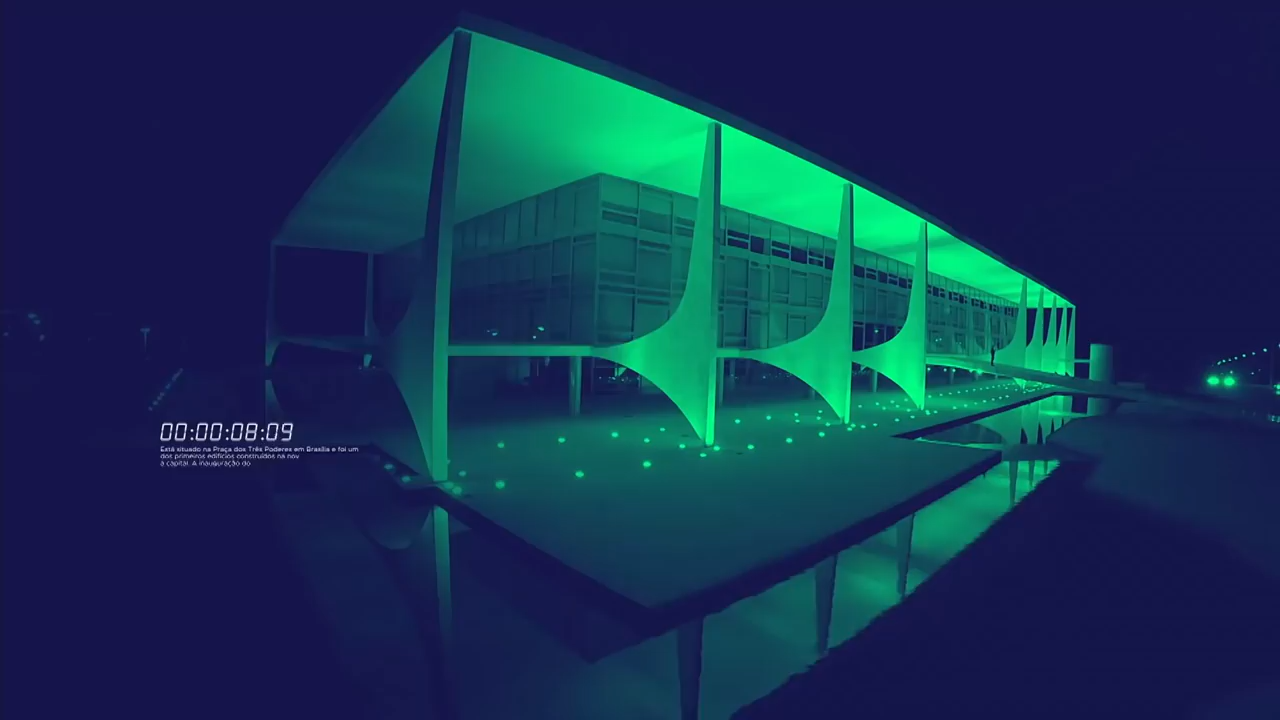 00:00:08:09
Está situado na Praça dos Três Poderes em Brasília e foi um
dos primeiros edifícios construídos na nov
a capital. A inauguração do